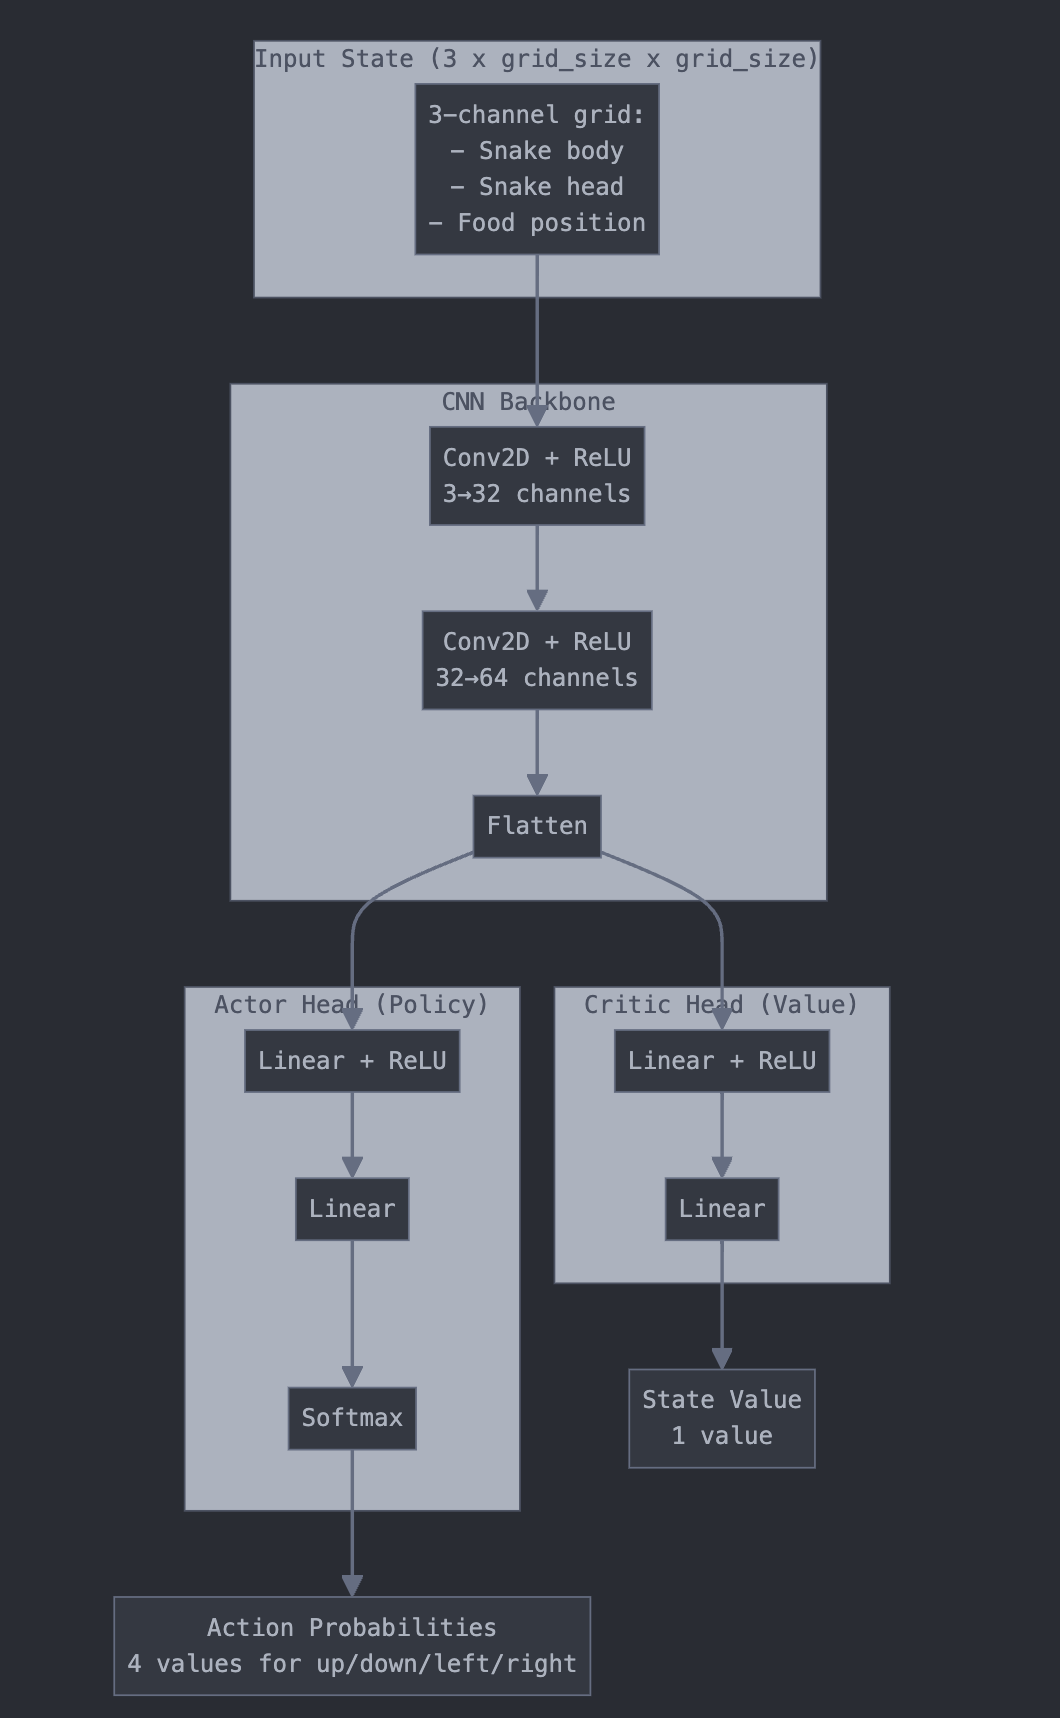 Input State (3 x grid_size x grid_size)
3-channel grid:
- Snake body
- Snake head
- Food position
CNN Backbone
Conv2D + ReLU
3→32 channels
Conv2D + ReLU
32→64 channels
Flatten
Actor Head (Policy)
Linear + ReLU
Linear
Softmax
Action Probabilities
4 values for up/down/left/right
Critic Head (Value)
Linear + ReLU
Linear
State Value
1 value